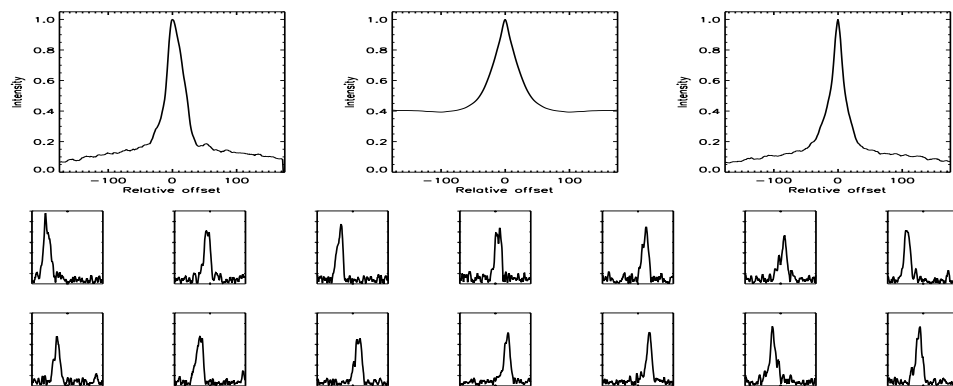 1.0 1.0 1.0
0.8 0.8 0.8
Intensity Intensity Intensity
0.6 0.6 0.6
0.4 0.4 0.4
0.2 0.2 0.2
0.0 0.0 0.0
−100 0 100 −100 0 100 −100 0 100
Relative offset Relative offset Relative offset